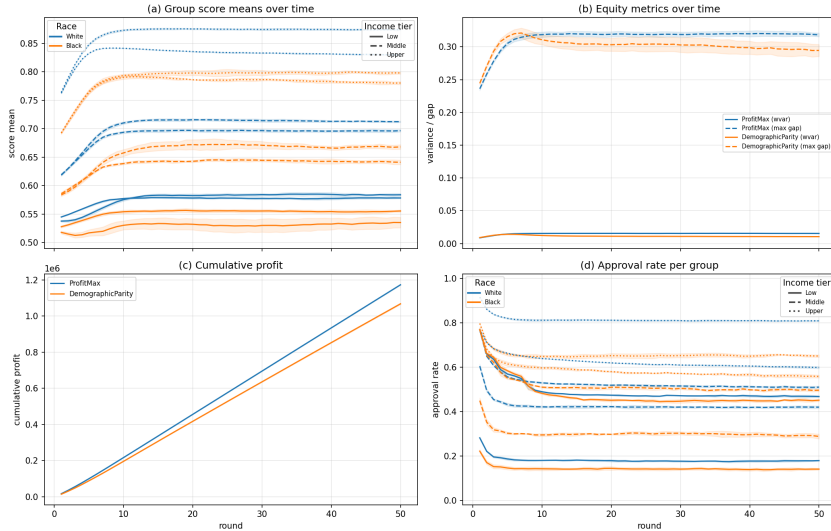 (a) Group score means over time
Race
White
Black
Income tier
Low
Middle
Upper
score mean
0.85
0.80
0.75
0.70
0.65
0.60
0.55
0.50
(b) Equity metrics over time
variance / gap
0.30
0.25
0.20
0.15
0.10
0.05
0.00
ProfitMax (wvar)
ProfitMax (max gap)
DemographicParity (wvar)
DemographicParity (max gap)
(c) Cumulative profit
1e6
ProfitMax
DemographicParity
cumulative profit
1.2
1.0
0.8
0.6
0.4
0.2
0.0
0 10 20 30 40 50
round
(d) Approval rate per group
Race
White
Black
Income tier
Low
Middle
Upper
approval rate
1.0
0.8
0.6
0.4
0.2
0.0
0 10 20 30 40 50
round